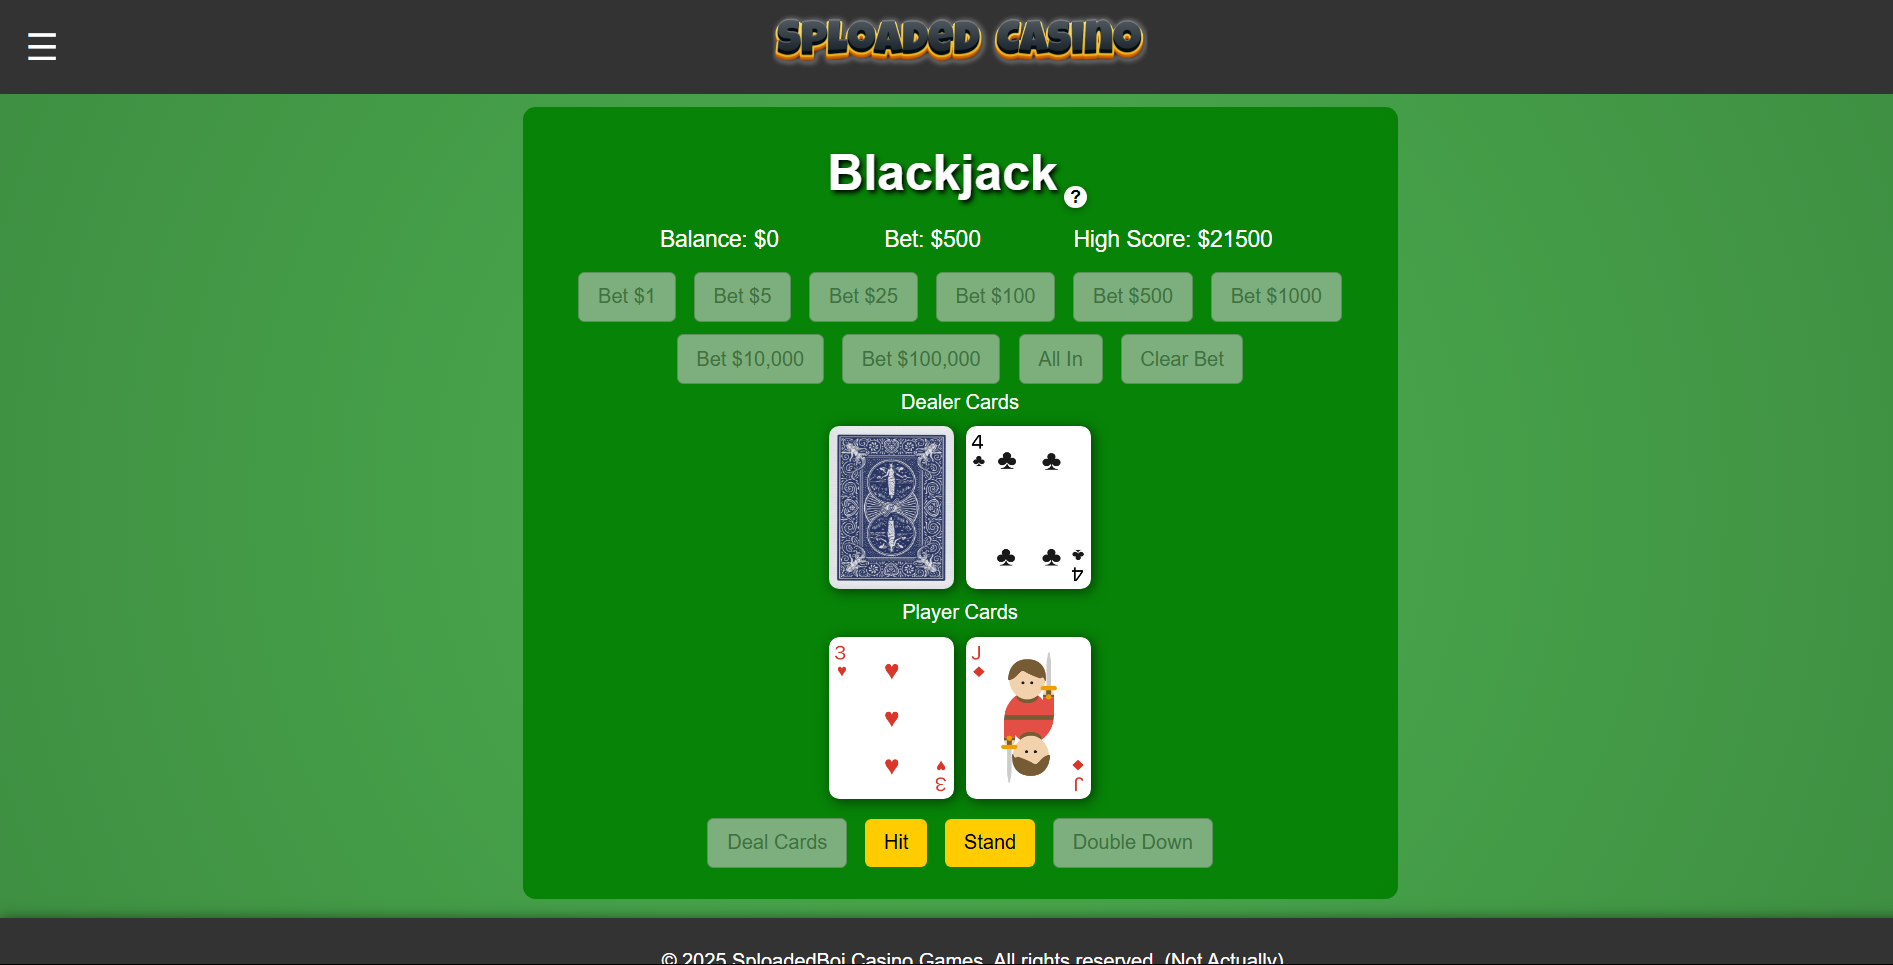 ☰
SPLOADED CASINO
Blackjack ?
Balance: $0 Bet: $500 High Score: $21500
Bet $1 Bet $5 Bet $25 Bet $100 Bet $500 Bet $1000
Bet $10,000 Bet $100,000 All In Clear Bet
Dealer Cards
4
4
Player Cards
3 J
3 J
Deal Cards Hit Stand Double Down
© 2025 SploadedBoi Casino Games. All rights reserved. (Not Actually)